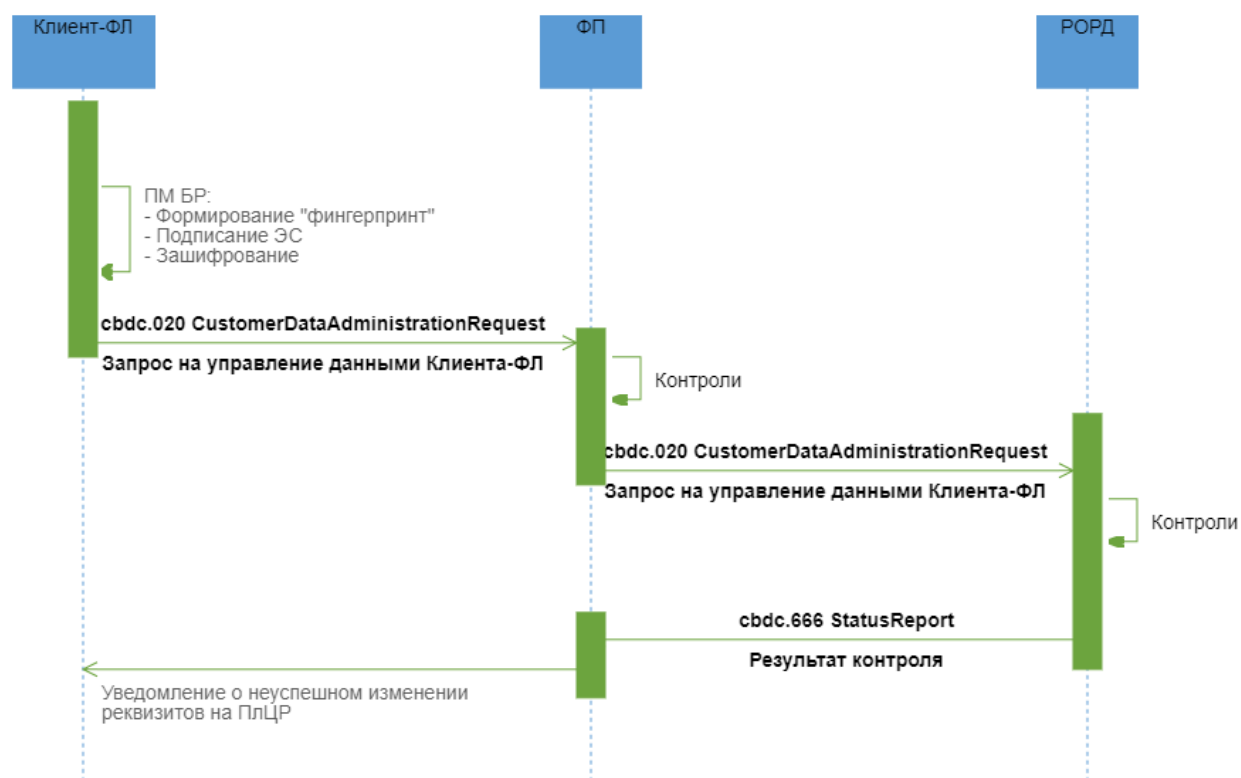 Клиент-ФЛ
ФП
РОРД
ПМ БР:
- Формирование "фингерпринт"
- Подписание ЭС
- Зашифрование
cbdc.020 CustomerDataAdministrationRequest
Запрос на управление данными Клиента-ФЛ
Контроли
cbdc.020 CustomerDataAdministrationRequest
Запрос на управление данными Клиента-ФЛ
Контроли
cbdc.666 StatusReport
Результат контроля
Уведомление о неуспешном изменении
реквизитов на ПлЦР